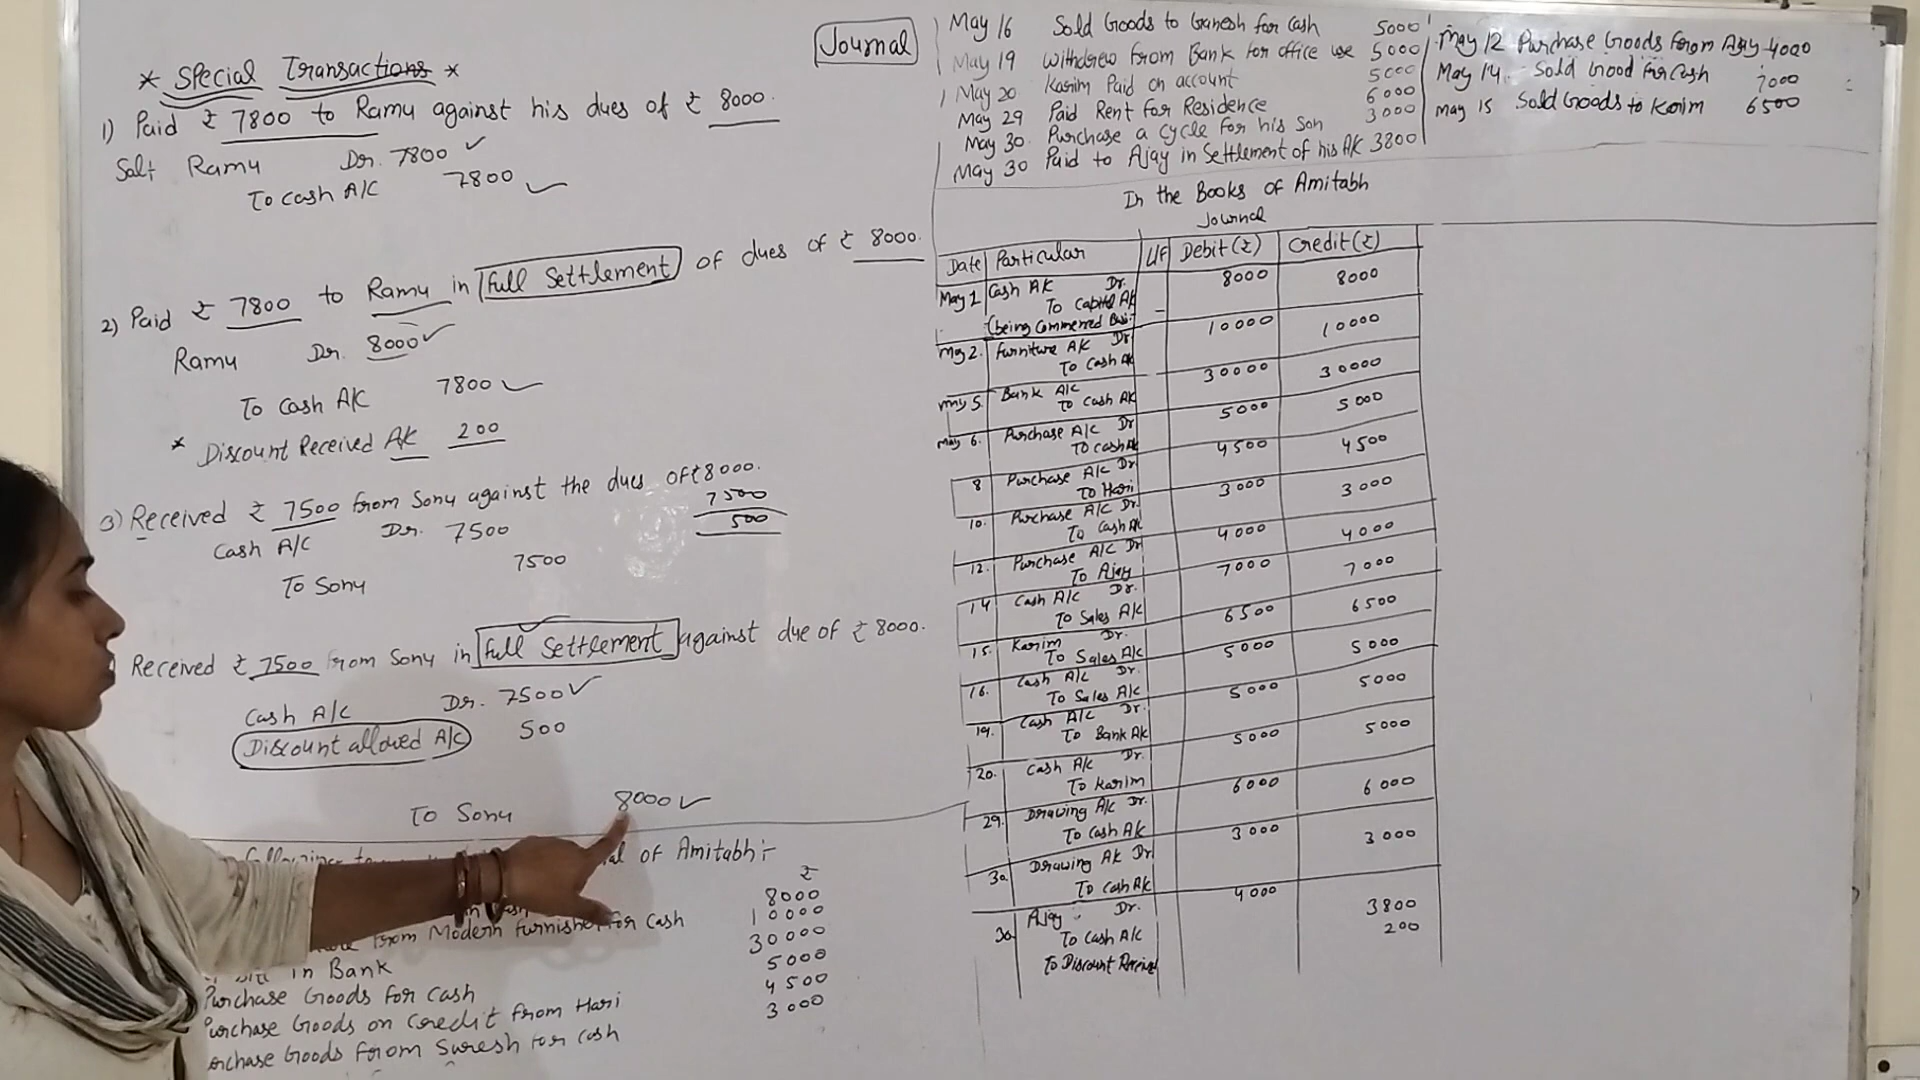 * Special Transactions *
1) Paid ₹ 7800 to Ramu against his dues of ₹ 8000.
Solt Ramu Dr. 7800
To cash A/c 7800
2) Paid ₹ 7800 to Ramu in Full Settlement of dues of ₹ 8000.
Ramu Dr. 8000
To Cash A/c 7800
* Discount Received A/c 200
3) Received ₹ 7500 from Sonu against the dues of ₹ 8000.
7500
500
Cash A/c Dr. 7500
To Sonu 7500
Received ₹ 7500 from Sonu in Full Settlement against due of ₹ 8000.
Cash A/c Dr. 7500
Discount allowed A/c 500
To Sonu 8000
of Amitabh :-
₹
8000
from Modern furnisher for Cash 10000
in Bank 30000
Purchase Goods for cash 5000
Purchase Goods on credit from Hari 4500
Purchase Goods from Suresh for cash 3000
Journal
May 16 Sold Goods to Ganesh for cash 5000
May 19 Withdrew from Bank for office use 5000
May 20 Karim Paid on account 5000
May 29 Paid Rent for Residence 6000
May 30 Purchase a cycle for his Son 3000
May 30 Paid to Ajay in Settlement of his A/c 3800
May 12 Purchase Goods from Ajay 4000
May 14 Sold Good for Cash 7000
May 15 Sold Goods to Karim 6500
In the Books of Amitabh
Journal
Date Particular L/F Debit (₹) Credit (₹)
May 1 Cash A/c Dr. 8000 8000
To Capital A/c
(being Commenced Busi-
May 2. Furniture A/c Dr 10000 10000
To Cash A/c
May 5 Bank A/c 30000 30000
To Cash A/c
May 6. Purchase A/c Dr 5000 5000
To cash A/c
8 Purchase A/c Dr 4500 4500
To Hari
10. Purchase A/c Dr. 3000 3000
To Cash A/c
12. Purchase A/c Dr 4000 4000
To Ajay
14 Cash A/c Dr. 7000 7000
To Sales A/c
15. Karim Dr. 6500 6500
To Sales A/c
16. Cash A/c Dr. 5000 5000
To Sales A/c
19. Cash A/c Dr. 5000 5000
To Bank A/c
20. Cash A/c Dr. 5000 5000
To Karim
29. Drawing A/c Dr. 6000 6000
To Cash A/c
30 Drawing A/c Dr 3000 3000
To Cash A/c
30 Ajay Dr. 4000
To Cash A/c 3800
To Discount Received 200